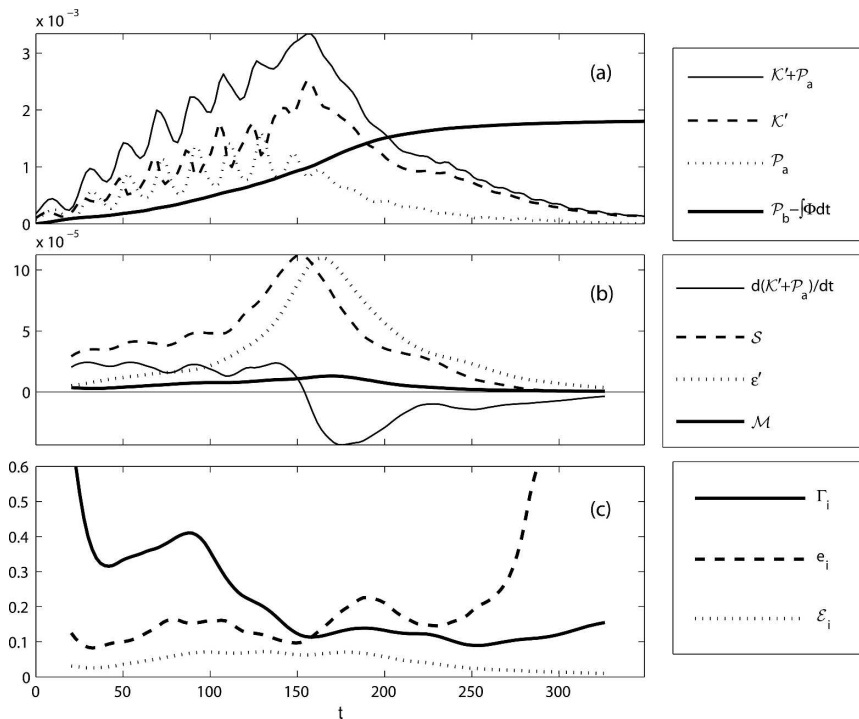 x 10⁻³
3
2
1
0
(a)
𝒦′+𝒫ₐ
𝒦′
𝒫ₐ
𝒫_b−∫Φdt
x 10⁻⁵
10
5
0
(b)
d(𝒦′+𝒫ₐ)/dt
𝒮
ε′
ℳ
0.6
0.5
0.4
0.3
0.2
0.1
0
(c)
Γᵢ
eᵢ
ℰᵢ
0 50 100 150 200 250 300
t